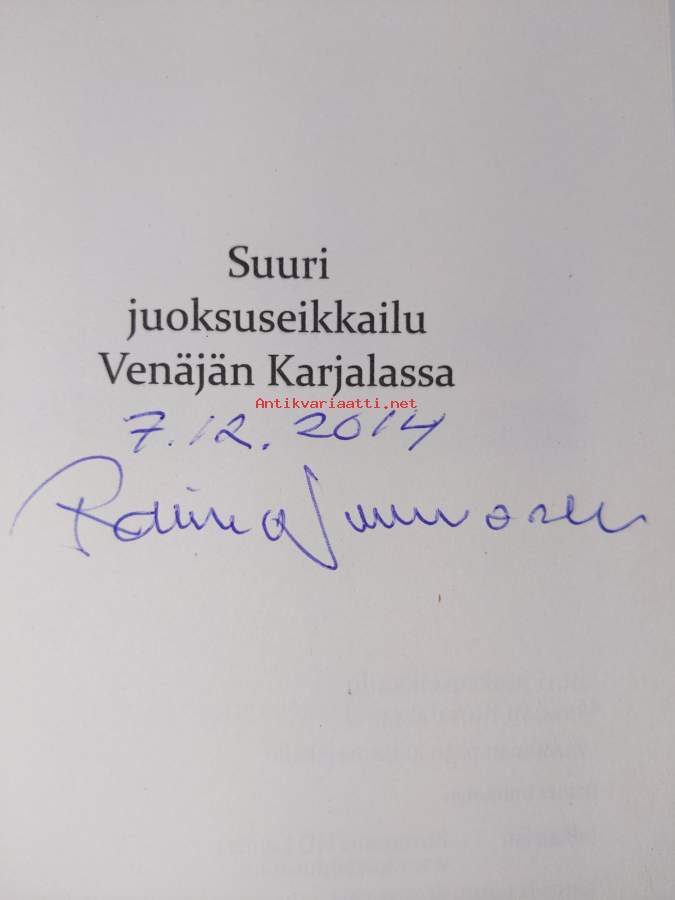 Suuri
juoksuseikkailu
Venäjän Karjalassa
Antikvariaatti.net
7.12.2014